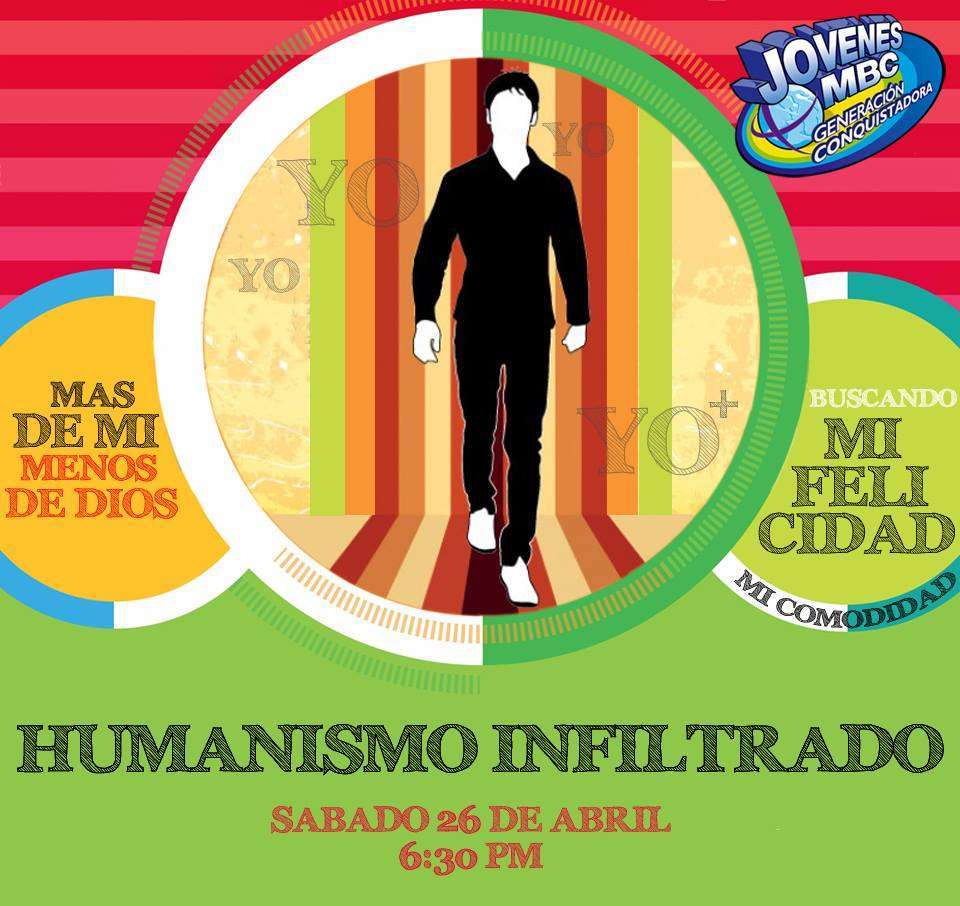 JOVENES
MBC
GENERACIÓN
CONQUISTADORA
YO
YO
YO
YO+
MAS
DE MI
MENOS
DE DIOS
BUSCANDO
MI
FELI
CIDAD
MI COMODIDAD
HUMANISMO INFILTRADO
SABADO 26 DE ABRIL
6:30 PM